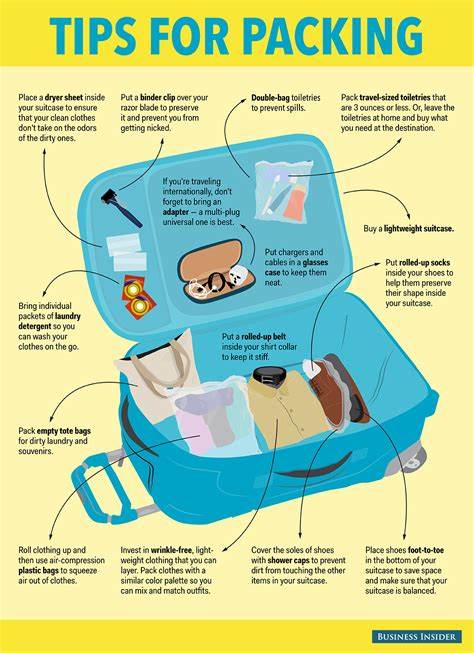 TIPS FOR PACKING
Place a dryer sheet inside
your suitcase to ensure
that your clean clothes
don't take on the odors
of the dirty ones.
Put a binder clip over your
razor blade to preserve
it and prevent you from
getting nicked.
Double-bag toiletries
to prevent spills.
Pack travel-sized toiletries that
are 3 ounces or less. Or, leave the
toiletries at home and buy what
you need at the destination.
If you're traveling
internationally, don't
forget to bring an
adapter — a multi-plug
universal one is best.
Buy a lightweight suitcase.
Put chargers and
cables in a glasses
case to keep them
neat.
Put rolled-up socks
inside your shoes to
help them preserve
their shape inside
your suitcase.
Bring individual
packets of laundry
detergent so you
can wash your
clothes on the go.
Put a rolled-up belt
inside your shirt collar
to keep it stiff.
Pack empty tote bags
for dirty laundry and
souvenirs.
Roll clothing up and
then use air-compression
plastic bags to squeeze
air out of clothes.
Invest in wrinkle-free, light-
weight clothing that you can
layer. Pack clothes with a
similar color palette so you
can mix and match outfits.
Cover the soles of shoes
with shower caps to prevent
dirt from touching the other
items in your suitcase.
Place shoes foot-to-toe
in the bottom of your
suitcase to save space
and make sure that your
suitcase is balanced.
BUSINESS INSIDER